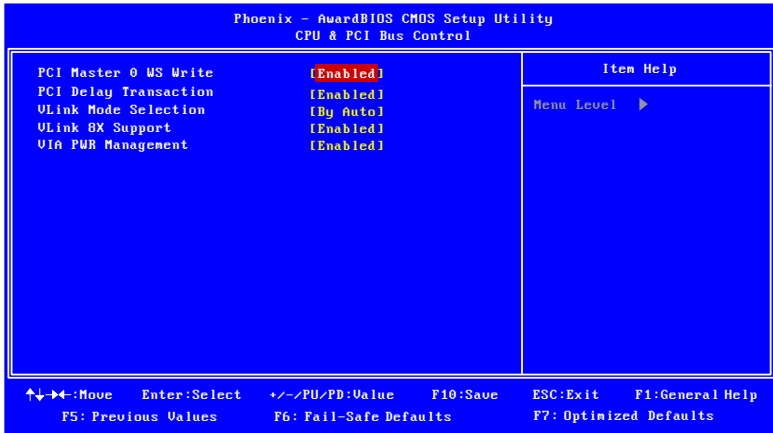 Phoenix - AwardBIOS CMOS Setup Utility
CPU & PCI Bus Control
PCI Master 0 WS Write [Enabled]
PCI Delay Transaction [Enabled]
VLink Mode Selection [By Auto]
VLink 8X Support [Enabled]
VIA PWR Management [Enabled]
Item Help
Menu Level ▶
↑↓→←:Move Enter:Select +/-/PU/PD:Value F10:Save ESC:Exit F1:General Help
F5: Previous Values F6: Fail-Safe Defaults F7: Optimized Defaults